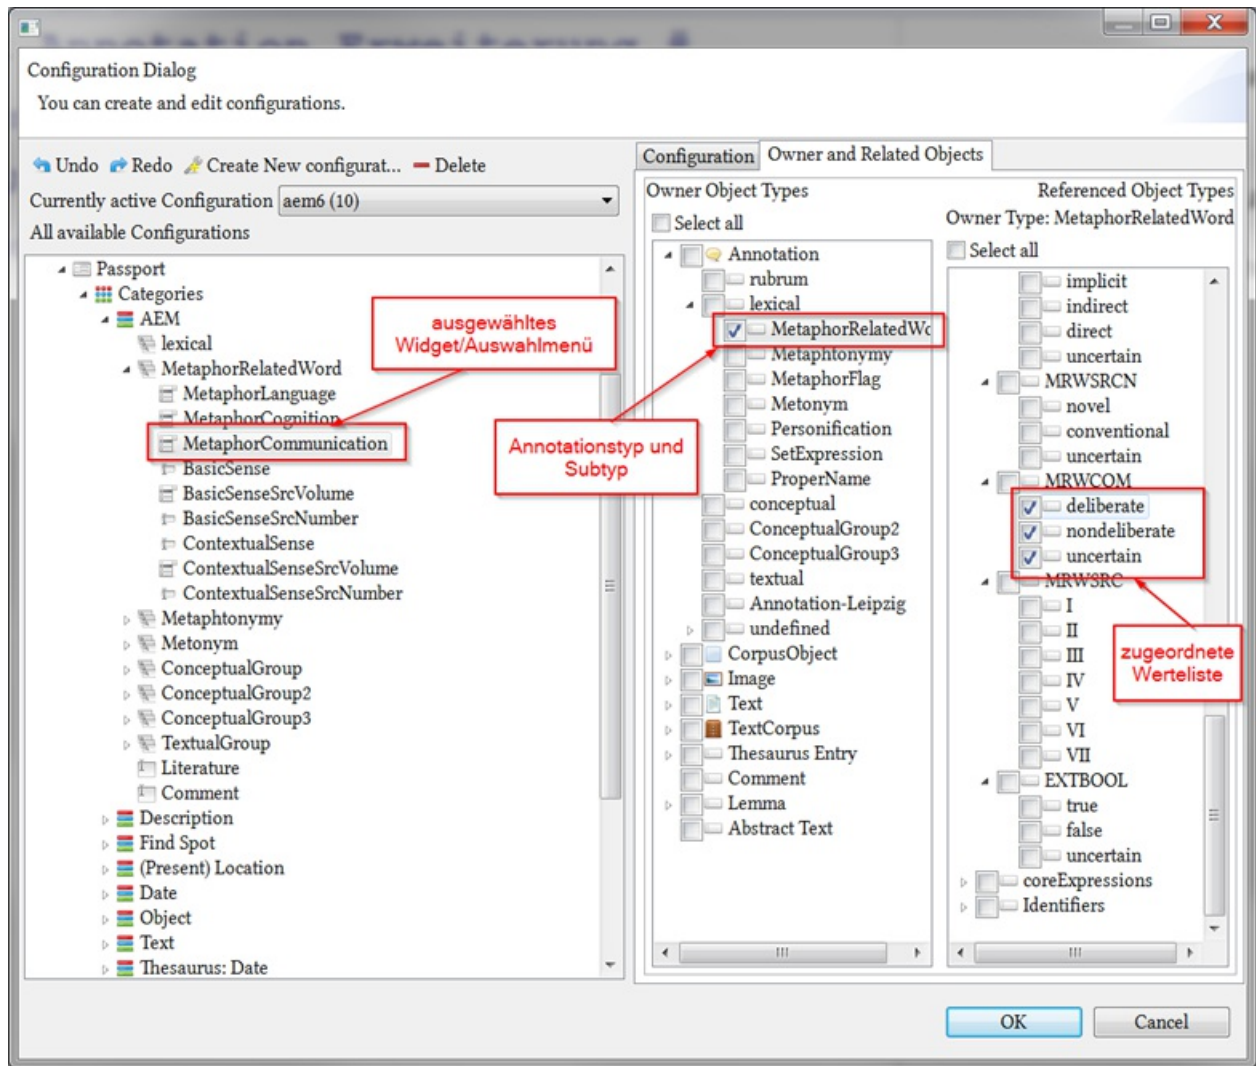 Configuration Dialog
You can create and edit configurations.
Undo Redo Create New configurat... Delete
Currently active Configuration aem6 (10)
All available Configurations
Passport
Categories
AEM
lexical
MetaphorRelatedWord
MetaphorLanguage
MetaphorCognition
MetaphorCommunication
BasicSense
BasicSenseSrcVolume
BasicSenseSrcNumber
ContextualSense
ContextualSenseSrcVolume
ContextualSenseSrcNumber
Metaphtonymy
Metonym
ConceptualGroup
ConceptualGroup2
ConceptualGroup3
TextualGroup
Literature
Comment
Description
Find Spot
(Present) Location
Date
Object
Text
Thesaurus: Date
ausgewähltes
Widget/Auswahlmenü
Configuration Owner and Related Objects
Owner Object Types
Select all
Annotation
rubrum
lexical
MetaphorRelatedWo
Metaphtonymy
MetaphorFlag
Metonym
Personification
SetExpression
ProperName
conceptual
ConceptualGroup2
ConceptualGroup3
textual
Annotation-Leipzig
undefined
CorpusObject
Image
Text
TextCorpus
Thesaurus Entry
Comment
Lemma
Abstract Text
Annotationstyp und
Subtyp
Referenced Object Types
Owner Type: MetaphorRelatedWord
Select all
implicit
indirect
direct
uncertain
MRWSRCN
novel
conventional
uncertain
MRWCOM
deliberate
nondeliberate
uncertain
MRWSRC
I
II
III
IV
V
VI
VII
EXTBOOL
true
false
uncertain
coreExpressions
Identifiers
zugeordnete
Werteliste
OK Cancel